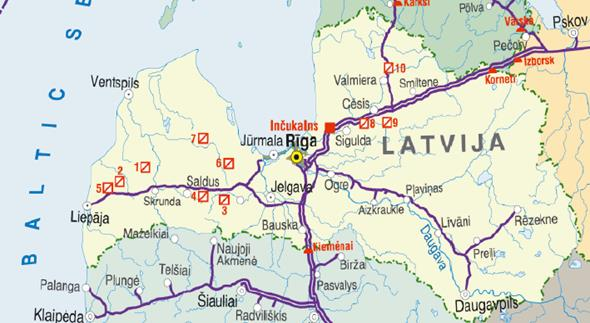 BALTIC SE
Karksi
Põlva
Värska
Pskov
Pečory
Izborsk
Korneti
Ventspils
Valmiera
10
Smiltene
Cēsis
Inčukalns
8
9
7
Jūrmala
Rīga
Sigulda
LATVIJA
6
1
2
5
Saldus
4
3
Skrunda
Jelgava
Ogre
Pļaviņas
Aizkraukle
Liepāja
Līvāni
Rēzekne
Bauska
Daugava
Mažeikiai
Kiemėnai
Preļi
Naujoji
Akmenė
Biržai
Telšiai
Plungė
Palanga
Pasvalys
Šiauliai
Daugavpils
Klaipėda
Radviliškis